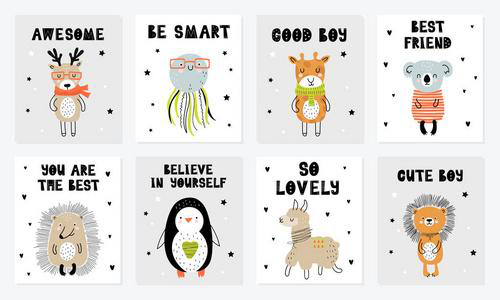 AWESOME
BE SMART
GOOD BOY
BEST
FRIEND
YOU ARE
THE BEST
BELIEVE
IN YOURSELF
SO
LOVELY
CUTE BOY